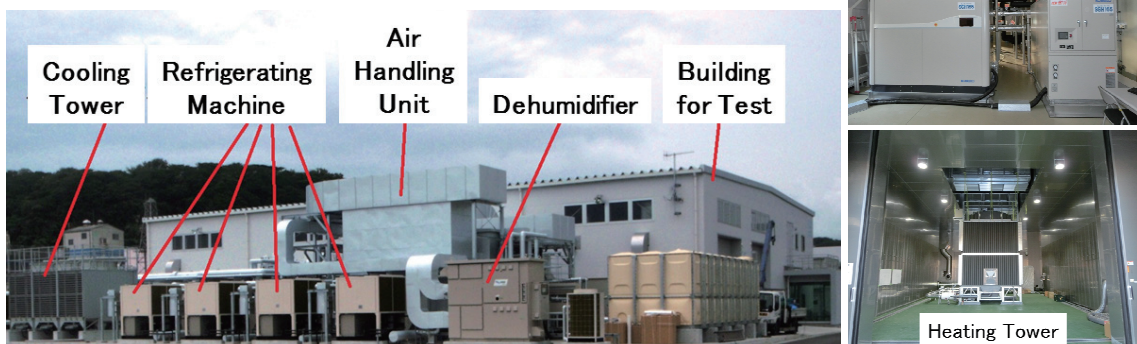 Cooling
Tower
Refrigerating
Machine
Air
Handling
Unit
Dehumidifier
Building
for Test
Heating Tower